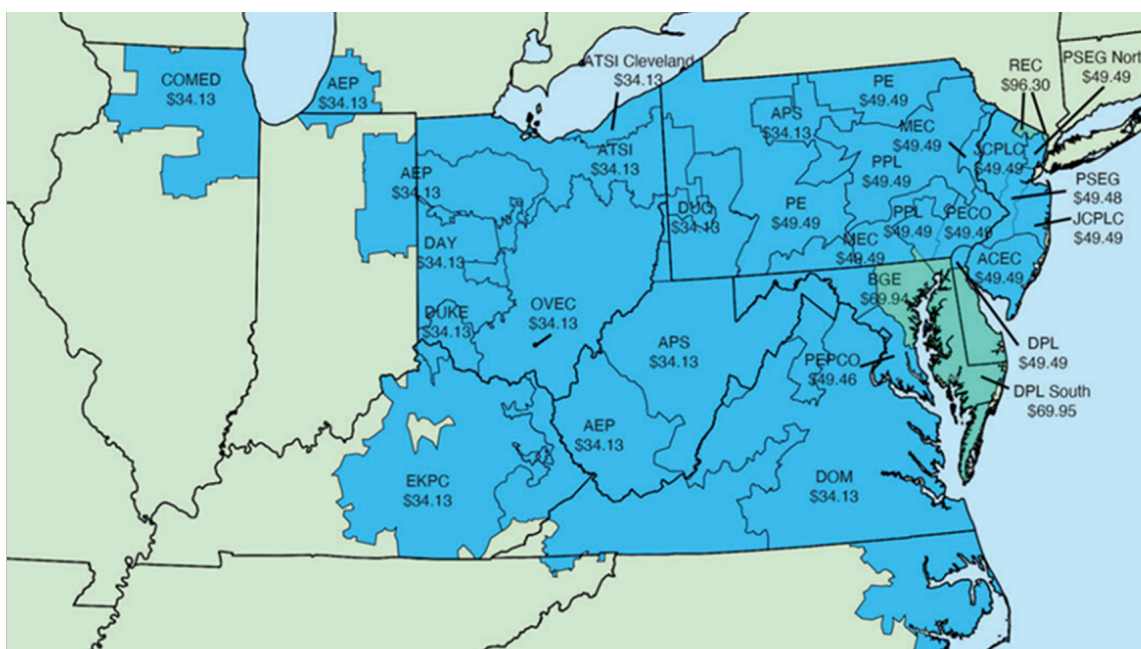 COMED
$34.13
AEP
$34.13
ATSI Cleveland
$34.13
PE
$49.49
REC
$96.30
PSEG Nort
$49.49
APS
$34.13
MEC
$49.49
JCPLC
$49.49
ATSI
$34.13
AEP
$34.13
PPL
$49.49
PSEG
$49.48
DUQ
$34.13
PE
$49.49
PPL
$49.49
PECO
$49.46
JCPLC
$49.49
DAY
$34.13
MEC
$49.49
ACEC
$49.49
BGE
$69.94
OVEC
$34.13
DUKE
$34.13
APS
$34.13
PEPCO
$49.46
DPL
$49.49
DPL South
$69.95
AEP
$34.13
EKPC
$34.13
DOM
$34.13